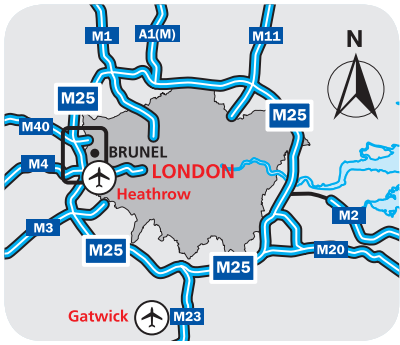 M1
A1(M)
M11
N
M25
M25
M40
BRUNEL
M4
LONDON
Heathrow
M2
M3
M25
M20
M25
Gatwick
M23